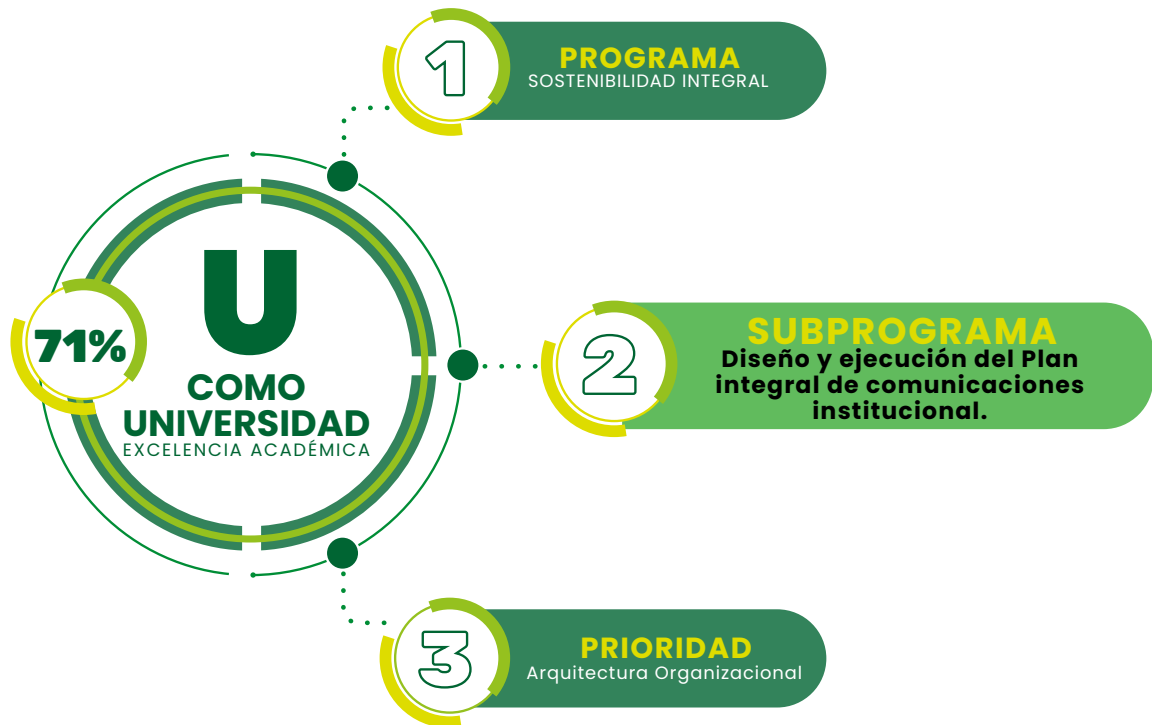 1
PROGRAMA
SOSTENIBILIDAD INTEGRAL
71%
U
COMO
UNIVERSIDAD
EXCELENCIA ACADÉMICA
2
SUBPROGRAMA
Diseño y ejecución del Plan
integral de comunicaciones
institucional.
3
PRIORIDAD
Arquitectura Organizacional